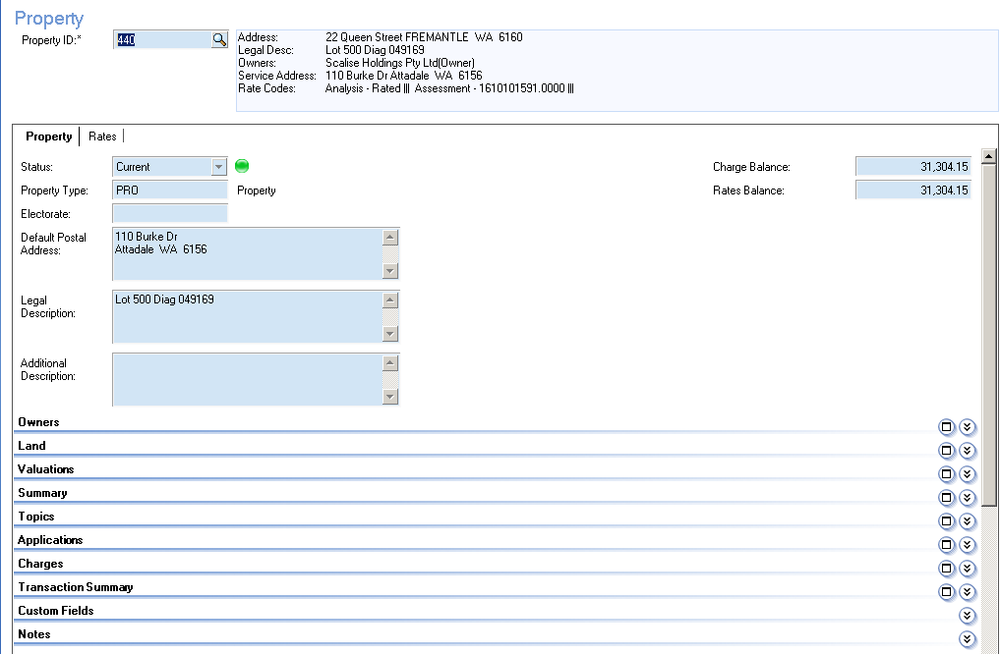 Property
Property ID:* 440
Address: 22 Queen Street FREMANTLE WA 6160
Legal Desc: Lot 500 Diag 049169
Owners: Scalise Holdings Pty Ltd(Owner)
Service Address: 110 Burke Dr Attadale WA 6156
Rate Codes: Analysis - Rated ||| Assessment - 1610101591.0000 |||
Property Rates
Status: Current Charge Balance: 31,304.15
Property Type: PRO Property Rates Balance: 31,304.15
Electorate:
Default Postal
Address:
110 Burke Dr
Attadale WA 6156
Legal
Description:
Lot 500 Diag 049169
Additional
Description:
Owners
Land
Valuations
Summary
Topics
Applications
Charges
Transaction Summary
Custom Fields
Notes